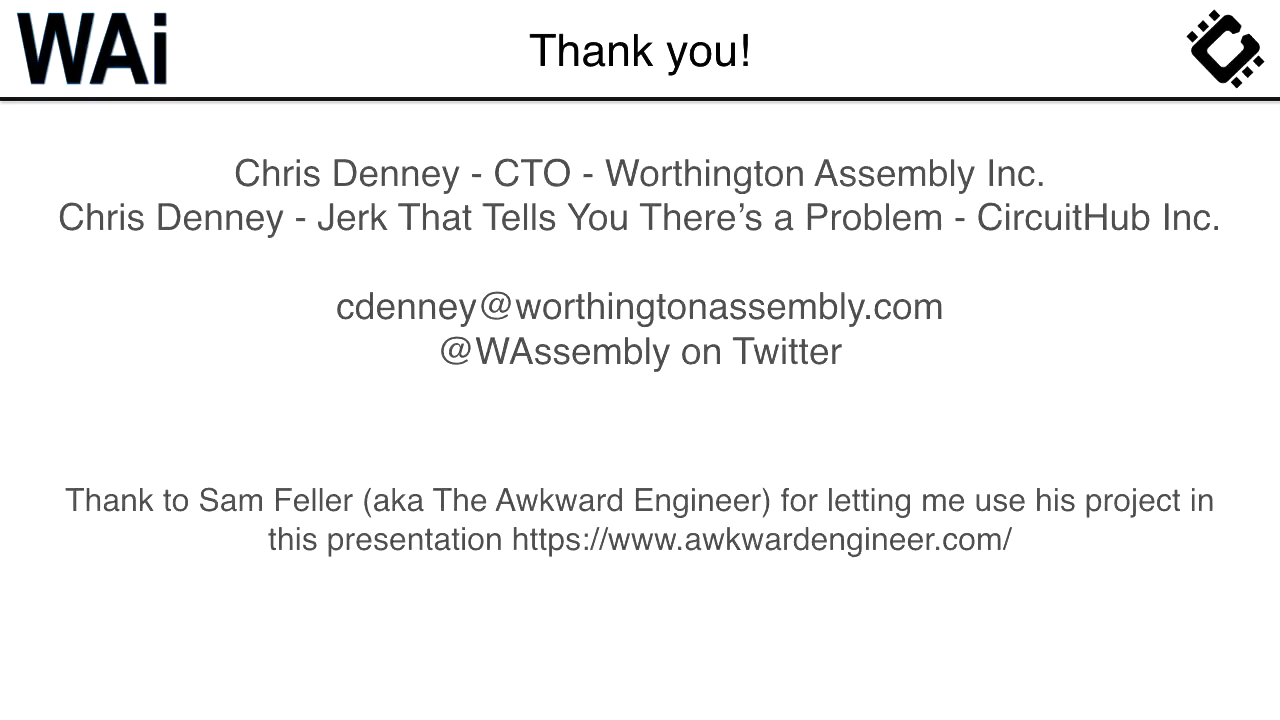 WAi
Thank you!
Chris Denney - CTO - Worthington Assembly Inc.
Chris Denney - Jerk That Tells You There’s a Problem - CircuitHub Inc.
cdenney@worthingtonassembly.com
@WAssembly on Twitter
Thank to Sam Feller (aka The Awkward Engineer) for letting me use his project in
this presentation https://www.awkwardengineer.com/